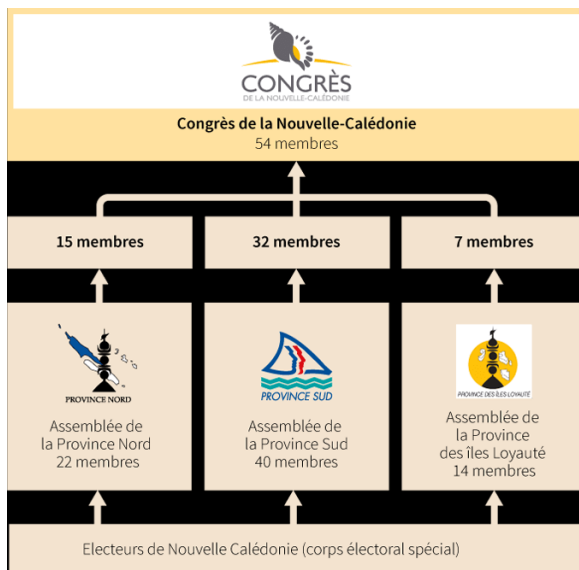 CONGRÈS
DE LA NOUVELLE-CALÉDONIE
Congrès de la Nouvelle-Calédonie
54 membres
15 membres
32 membres
7 membres
PROVINCE NORD
Assemblée de
la Province Nord
22 membres
PROVINCE SUD
Assemblée de
la Province Sud
40 membres
PROVINCE DES ÎLES LOYAUTÉ
Assemblée de
la Province
des îles Loyauté
14 membres
Electeurs de Nouvelle Calédonie (corps électoral spécial)